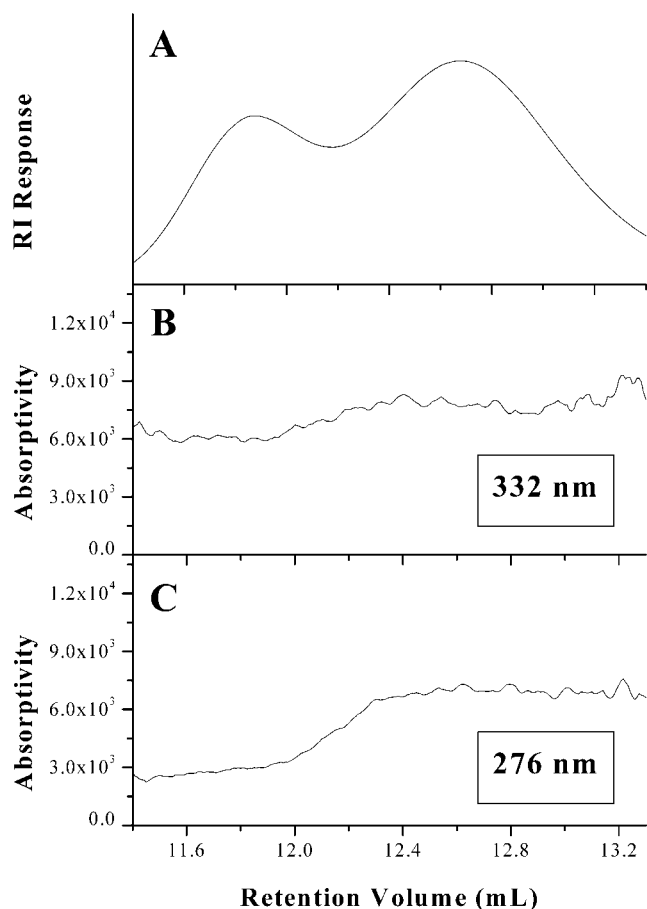 A
RI Response
B
1.2x10⁴
9.0x10³
6.0x10³
3.0x10³
0.0
Absorptivity
332 nm
C
1.2x10⁴
9.0x10³
6.0x10³
3.0x10³
0.0
Absorptivity
276 nm
11.6 12.0 12.4 12.8 13.2
Retention Volume (mL)